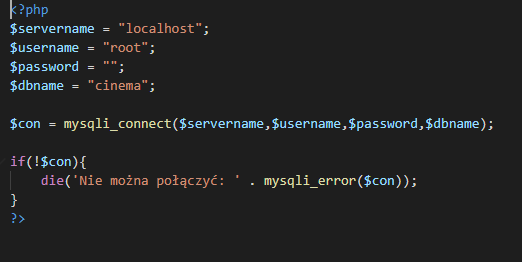 <?php
$servername = "localhost";
$username = "root";
$password = "";
$dbname = "cinema";
$con = mysqli_connect($servername,$username,$password,$dbname);
if(!$con){
die('Nie można połączyć: ' . mysqli_error($con));
}
?>